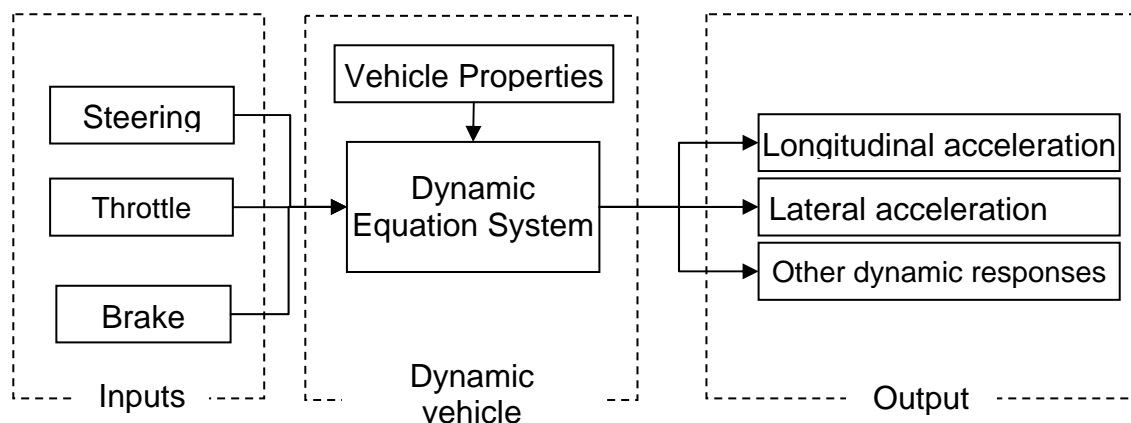 Steering
Throttle
Brake
Inputs
Vehicle Properties
Dynamic
Equation System
Dynamic
vehicle
Longitudinal acceleration
Lateral acceleration
Other dynamic responses
Output